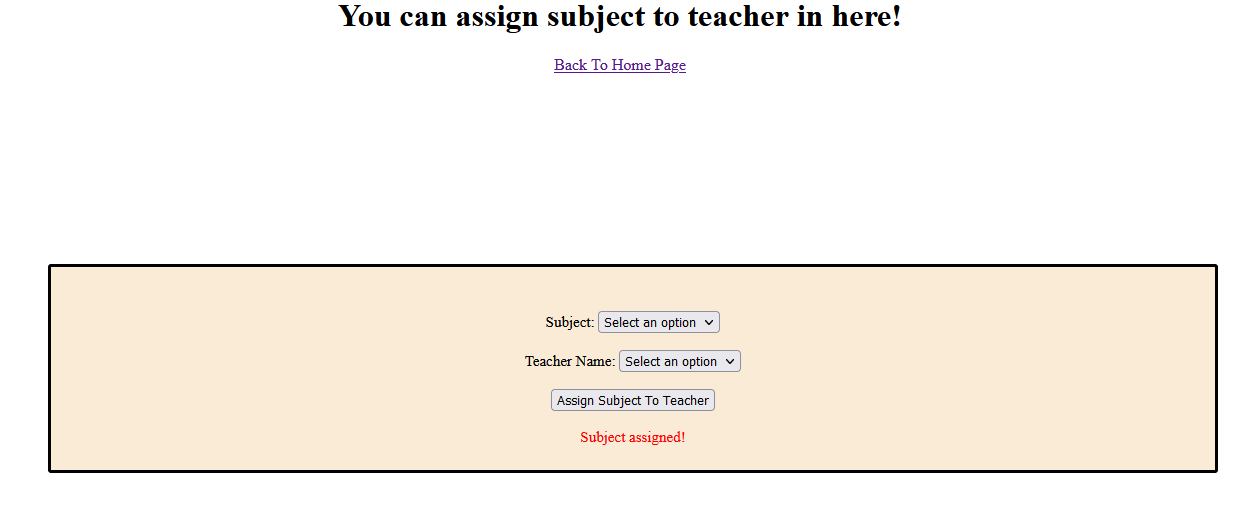 You can assign subject to teacher in here!
Back To Home Page
Subject: Select an option
Teacher Name: Select an option
Assign Subject To Teacher
Subject assigned!